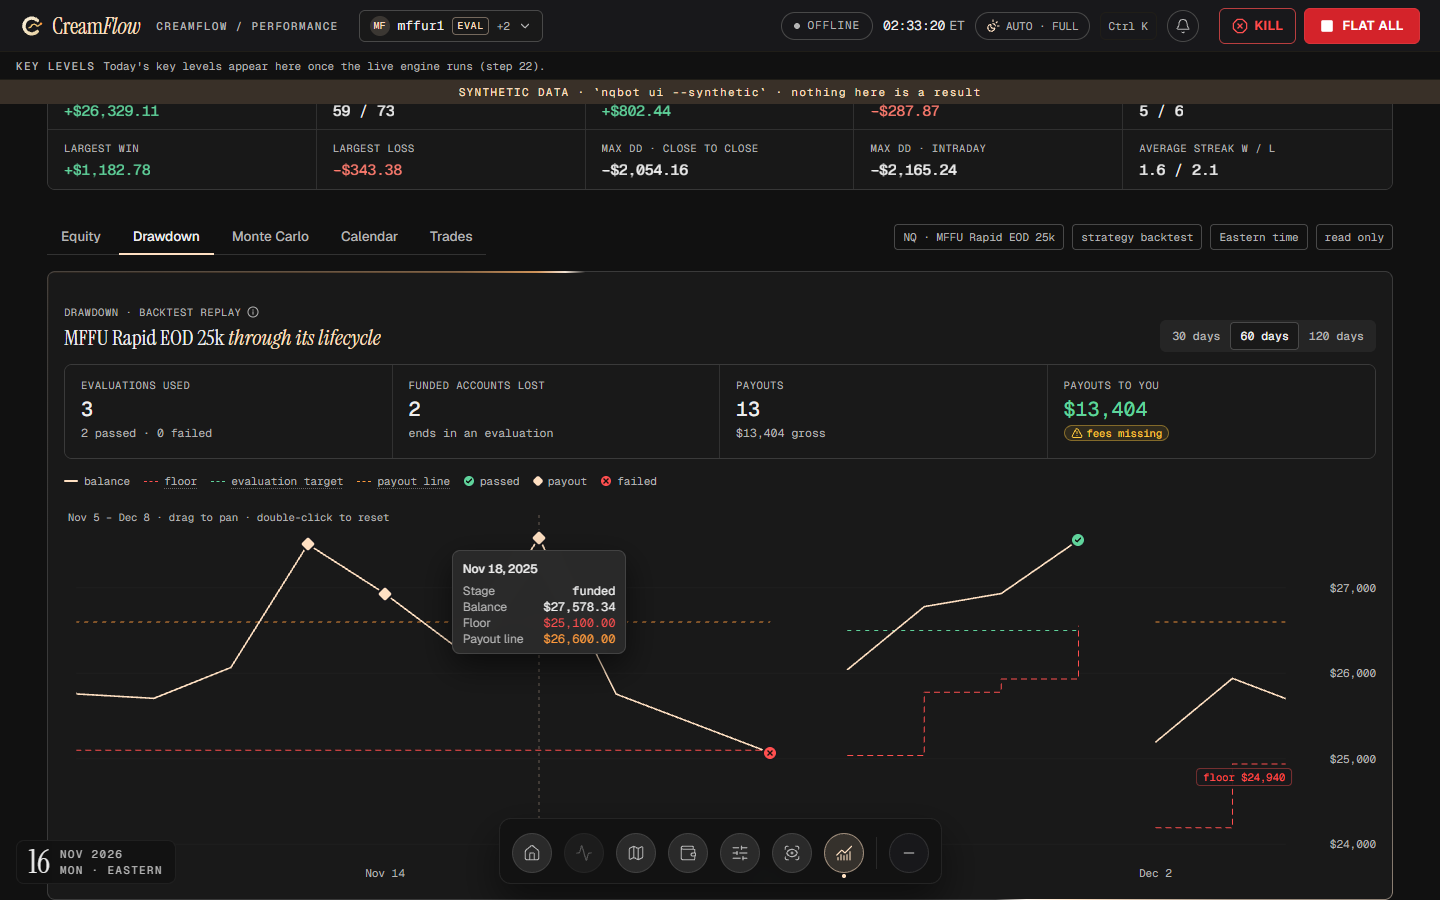 CreamFlow CREAMFLOW / PERFORMANCE MF mffur1 EVAL +2 OFFLINE 02:33:20 ET AUTO · FULL Ctrl K KILL FLAT ALL
KEY LEVELS Today's key levels appear here once the live engine runs (step 22).
SYNTHETIC DATA · `nqbot ui --synthetic` · nothing here is a result
+$26,329.11 59 / 73 +$802.44 −$287.87 5 / 6
LARGEST WIN LARGEST LOSS MAX DD · CLOSE TO CLOSE MAX DD · INTRADAY AVERAGE STREAK W / L
+$1,182.78 −$343.38 −$2,054.16 −$2,165.24 1.6 / 2.1
Equity Drawdown Monte Carlo Calendar Trades NQ · MFFU Rapid EOD 25k strategy backtest Eastern time read only
DRAWDOWN · BACKTEST REPLAY
MFFU Rapid EOD 25k through its lifecycle
30 days 60 days 120 days
EVALUATIONS USED FUNDED ACCOUNTS LOST PAYOUTS PAYOUTS TO YOU
3 2 13 $13,404
2 passed · 0 failed ends in an evaluation $13,404 gross fees missing
balance floor evaluation target payout line passed payout failed
Nov 5 – Dec 8 · drag to pan · double-click to reset
Nov 18, 2025
Stage funded
Balance $27,578.34
Floor $25,100.00
Payout line $26,600.00
$27,000
$26,000
$25,000
floor $24,940
$24,000
Nov 14 Dec 2
16 NOV 2026
MON · EASTERN